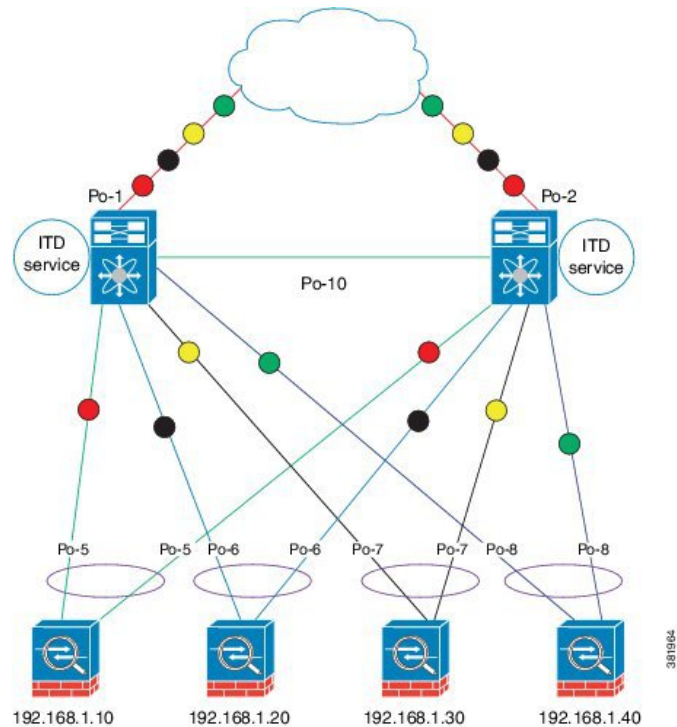 Po-1
Po-2
ITD
service
ITD
service
Po-10
Po-5
Po-5
Po-6
Po-6
Po-7
Po-7
Po-8
Po-8
381964
192.168.1.10
192.168.1.20
192.168.1.30
192.168.1.40